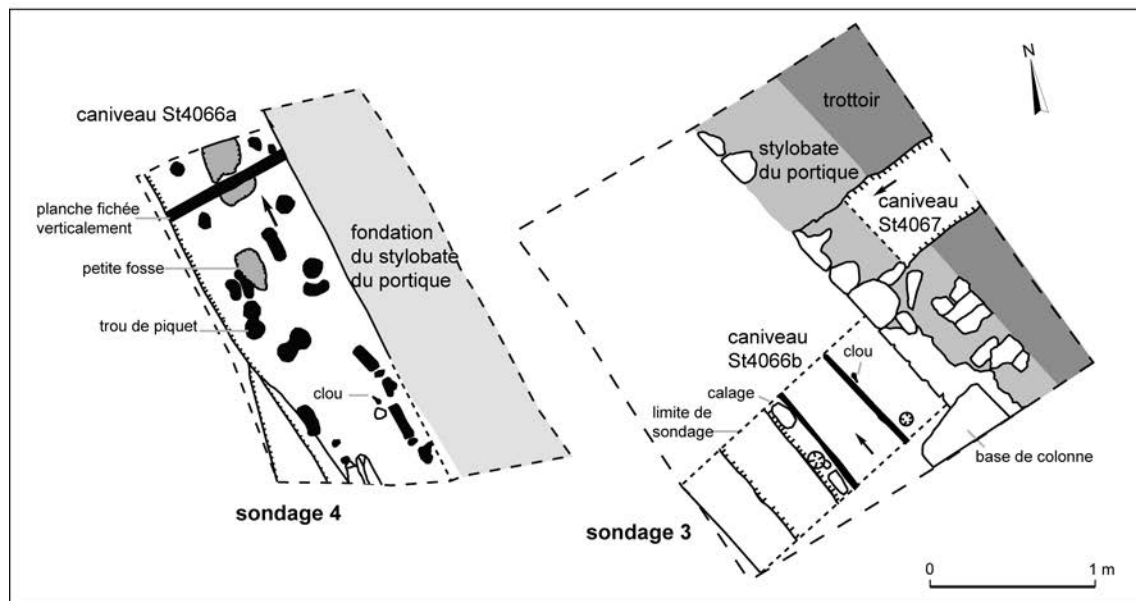 caniveau St4066a
planche fichée
verticalement
petite fosse
trou de piquet
clou
fondation
du stylobate
du portique
sondage 4
N
trottoir
stylobate
du portique
caniveau
St4067
caniveau
St4066b
clou
calage
limite de
sondage
base de colonne
sondage 3
0
1 m